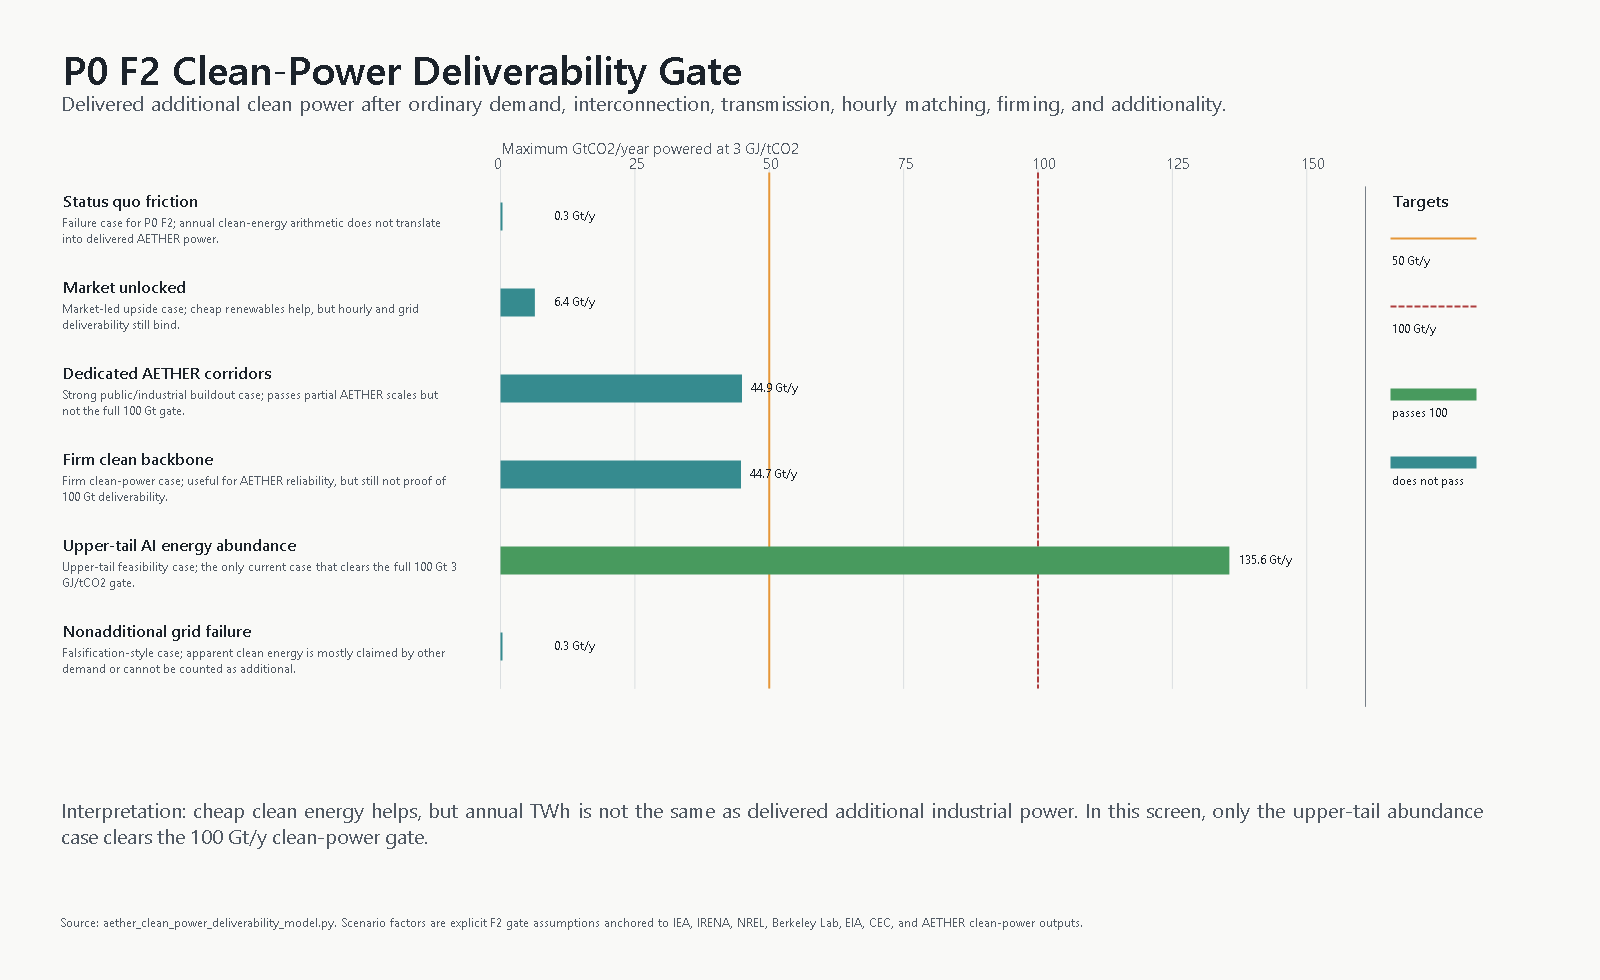 P0 F2 Clean-Power Deliverability Gate
Delivered additional clean power after ordinary demand, interconnection, transmission, hourly matching, firming, and additionality.
Maximum GtCO2/year powered at 3 GJ/tCO2
0 25 50 75 100 125 150
Status quo friction
Failure case for P0 F2; annual clean-energy arithmetic does not translate
into delivered AETHER power.
0.3 Gt/y
Market unlocked
Market-led upside case; cheap renewables help, but hourly and grid
deliverability still bind.
6.4 Gt/y
Dedicated AETHER corridors
Strong public/industrial buildout case; passes partial AETHER scales but
not the full 100 Gt gate.
44.9 Gt/y
Firm clean backbone
Firm clean-power case; useful for AETHER reliability, but still not proof of
100 Gt deliverability.
44.7 Gt/y
Upper-tail AI energy abundance
Upper-tail feasibility case; the only current case that clears the full 100 Gt 3
GJ/tCO2 gate.
135.6 Gt/y
Nonadditional grid failure
Falsification-style case; apparent clean energy is mostly claimed by other
demand or cannot be counted as additional.
0.3 Gt/y
Targets
50 Gt/y
100 Gt/y
passes 100
does not pass
Interpretation: cheap clean energy helps, but annual TWh is not the same as delivered additional industrial power. In this screen, only the upper-tail abundance
case clears the 100 Gt/y clean-power gate.
Source: aether_clean_power_deliverability_model.py. Scenario factors are explicit F2 gate assumptions anchored to IEA, IRENA, NREL, Berkeley Lab, EIA, CEC, and AETHER clean-power outputs.